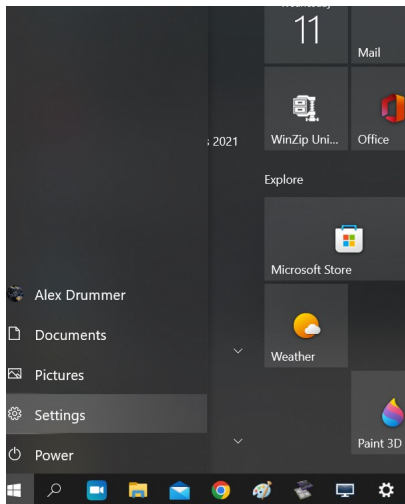 11
Mail
; 2021
WinZip Uni...
Office
Explore
Microsoft Store
Alex Drummer
Documents
Weather
Pictures
Settings
Paint 3D
Power